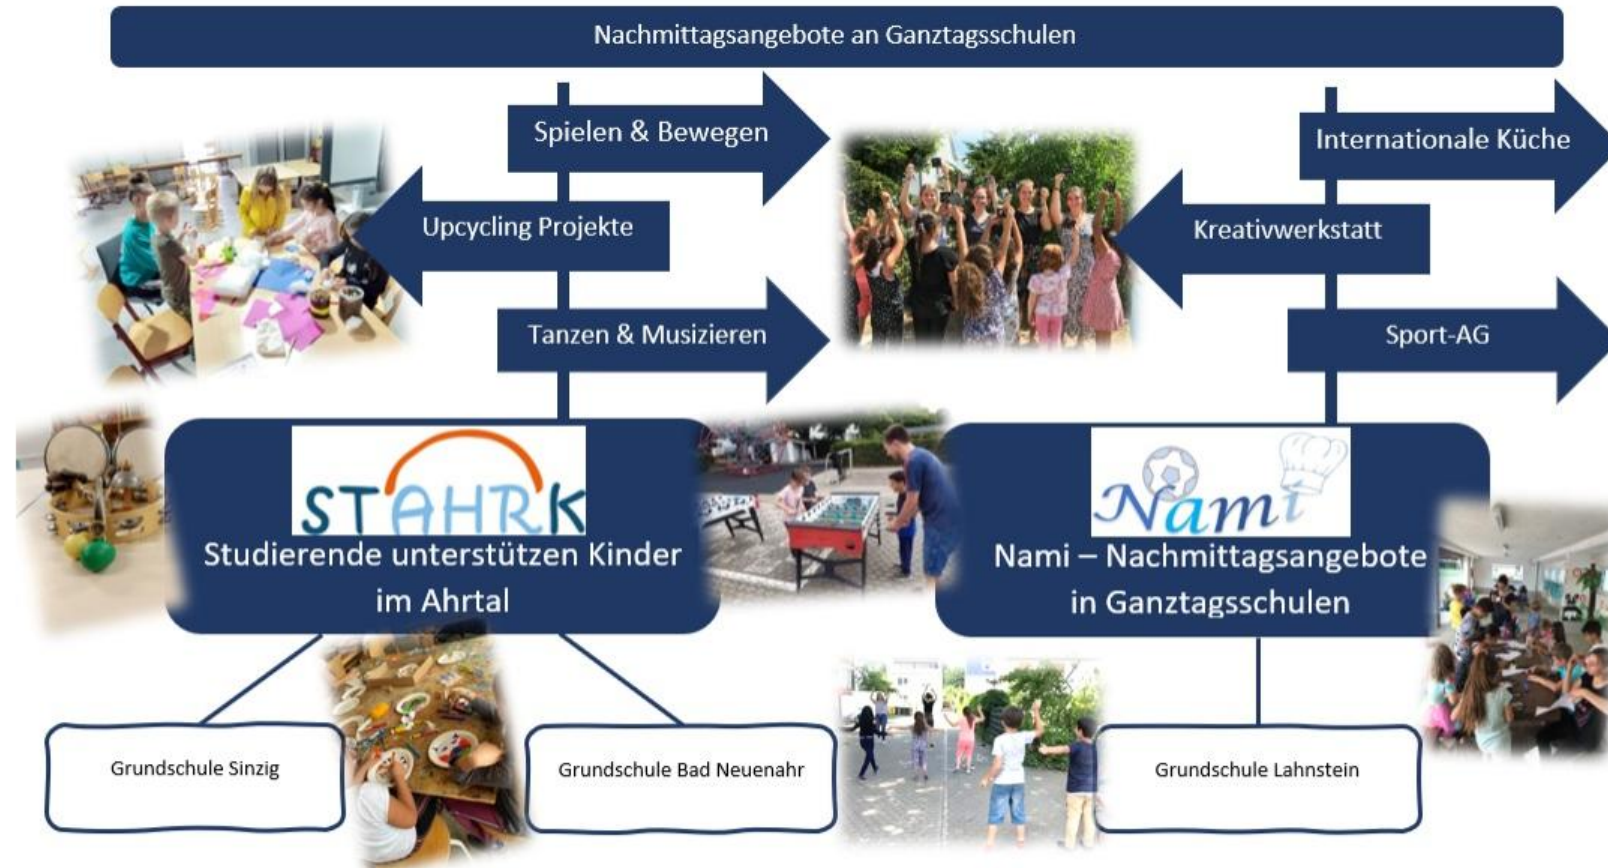 Nachmittagsangebote an Ganztagsschulen
Spielen & Bewegen
Upcycling Projekte
Tanzen & Musizieren
Internationale Küche
Kreativwerkstatt
Sport-AG
STAHRK
Studierende unterstützen Kinder
im Ahrtal
Nami
Nami – Nachmittagsangebote
in Ganztagsschulen
Grundschule Sinzig
Grundschule Bad Neuenahr
Grundschule Lahnstein